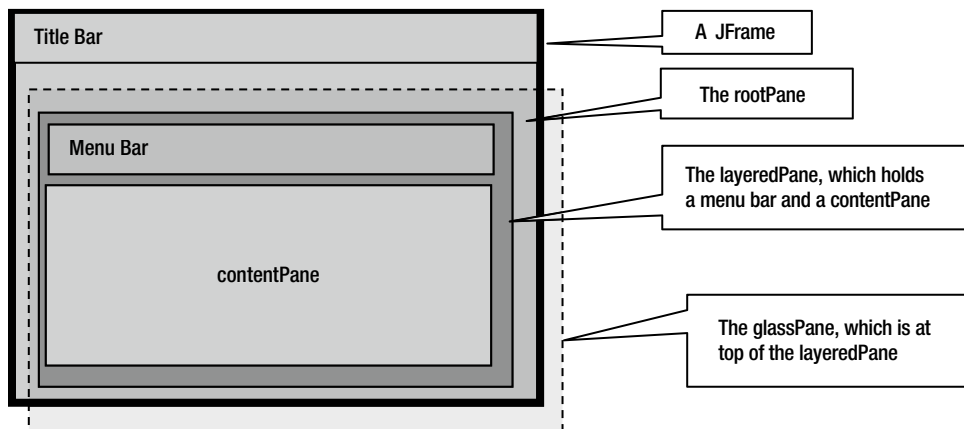 Title Bar
A JFrame
The rootPane
Menu Bar
The layeredPane, which holds
a menu bar and a contentPane
contentPane
The glassPane, which is at
top of the layeredPane